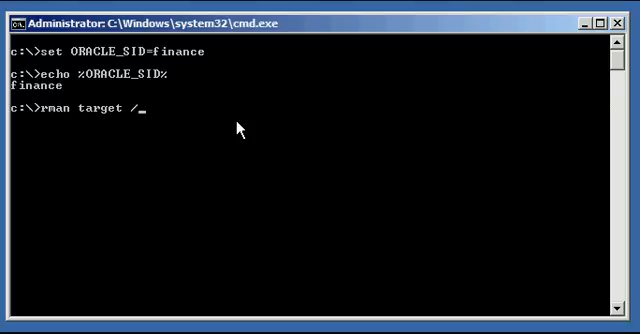 Administrator: C:\Windows\system32\cmd.exe
c:\>set ORACLE_SID=finance
c:\>echo %ORACLE_SID%
finance
c:\>rman target /_